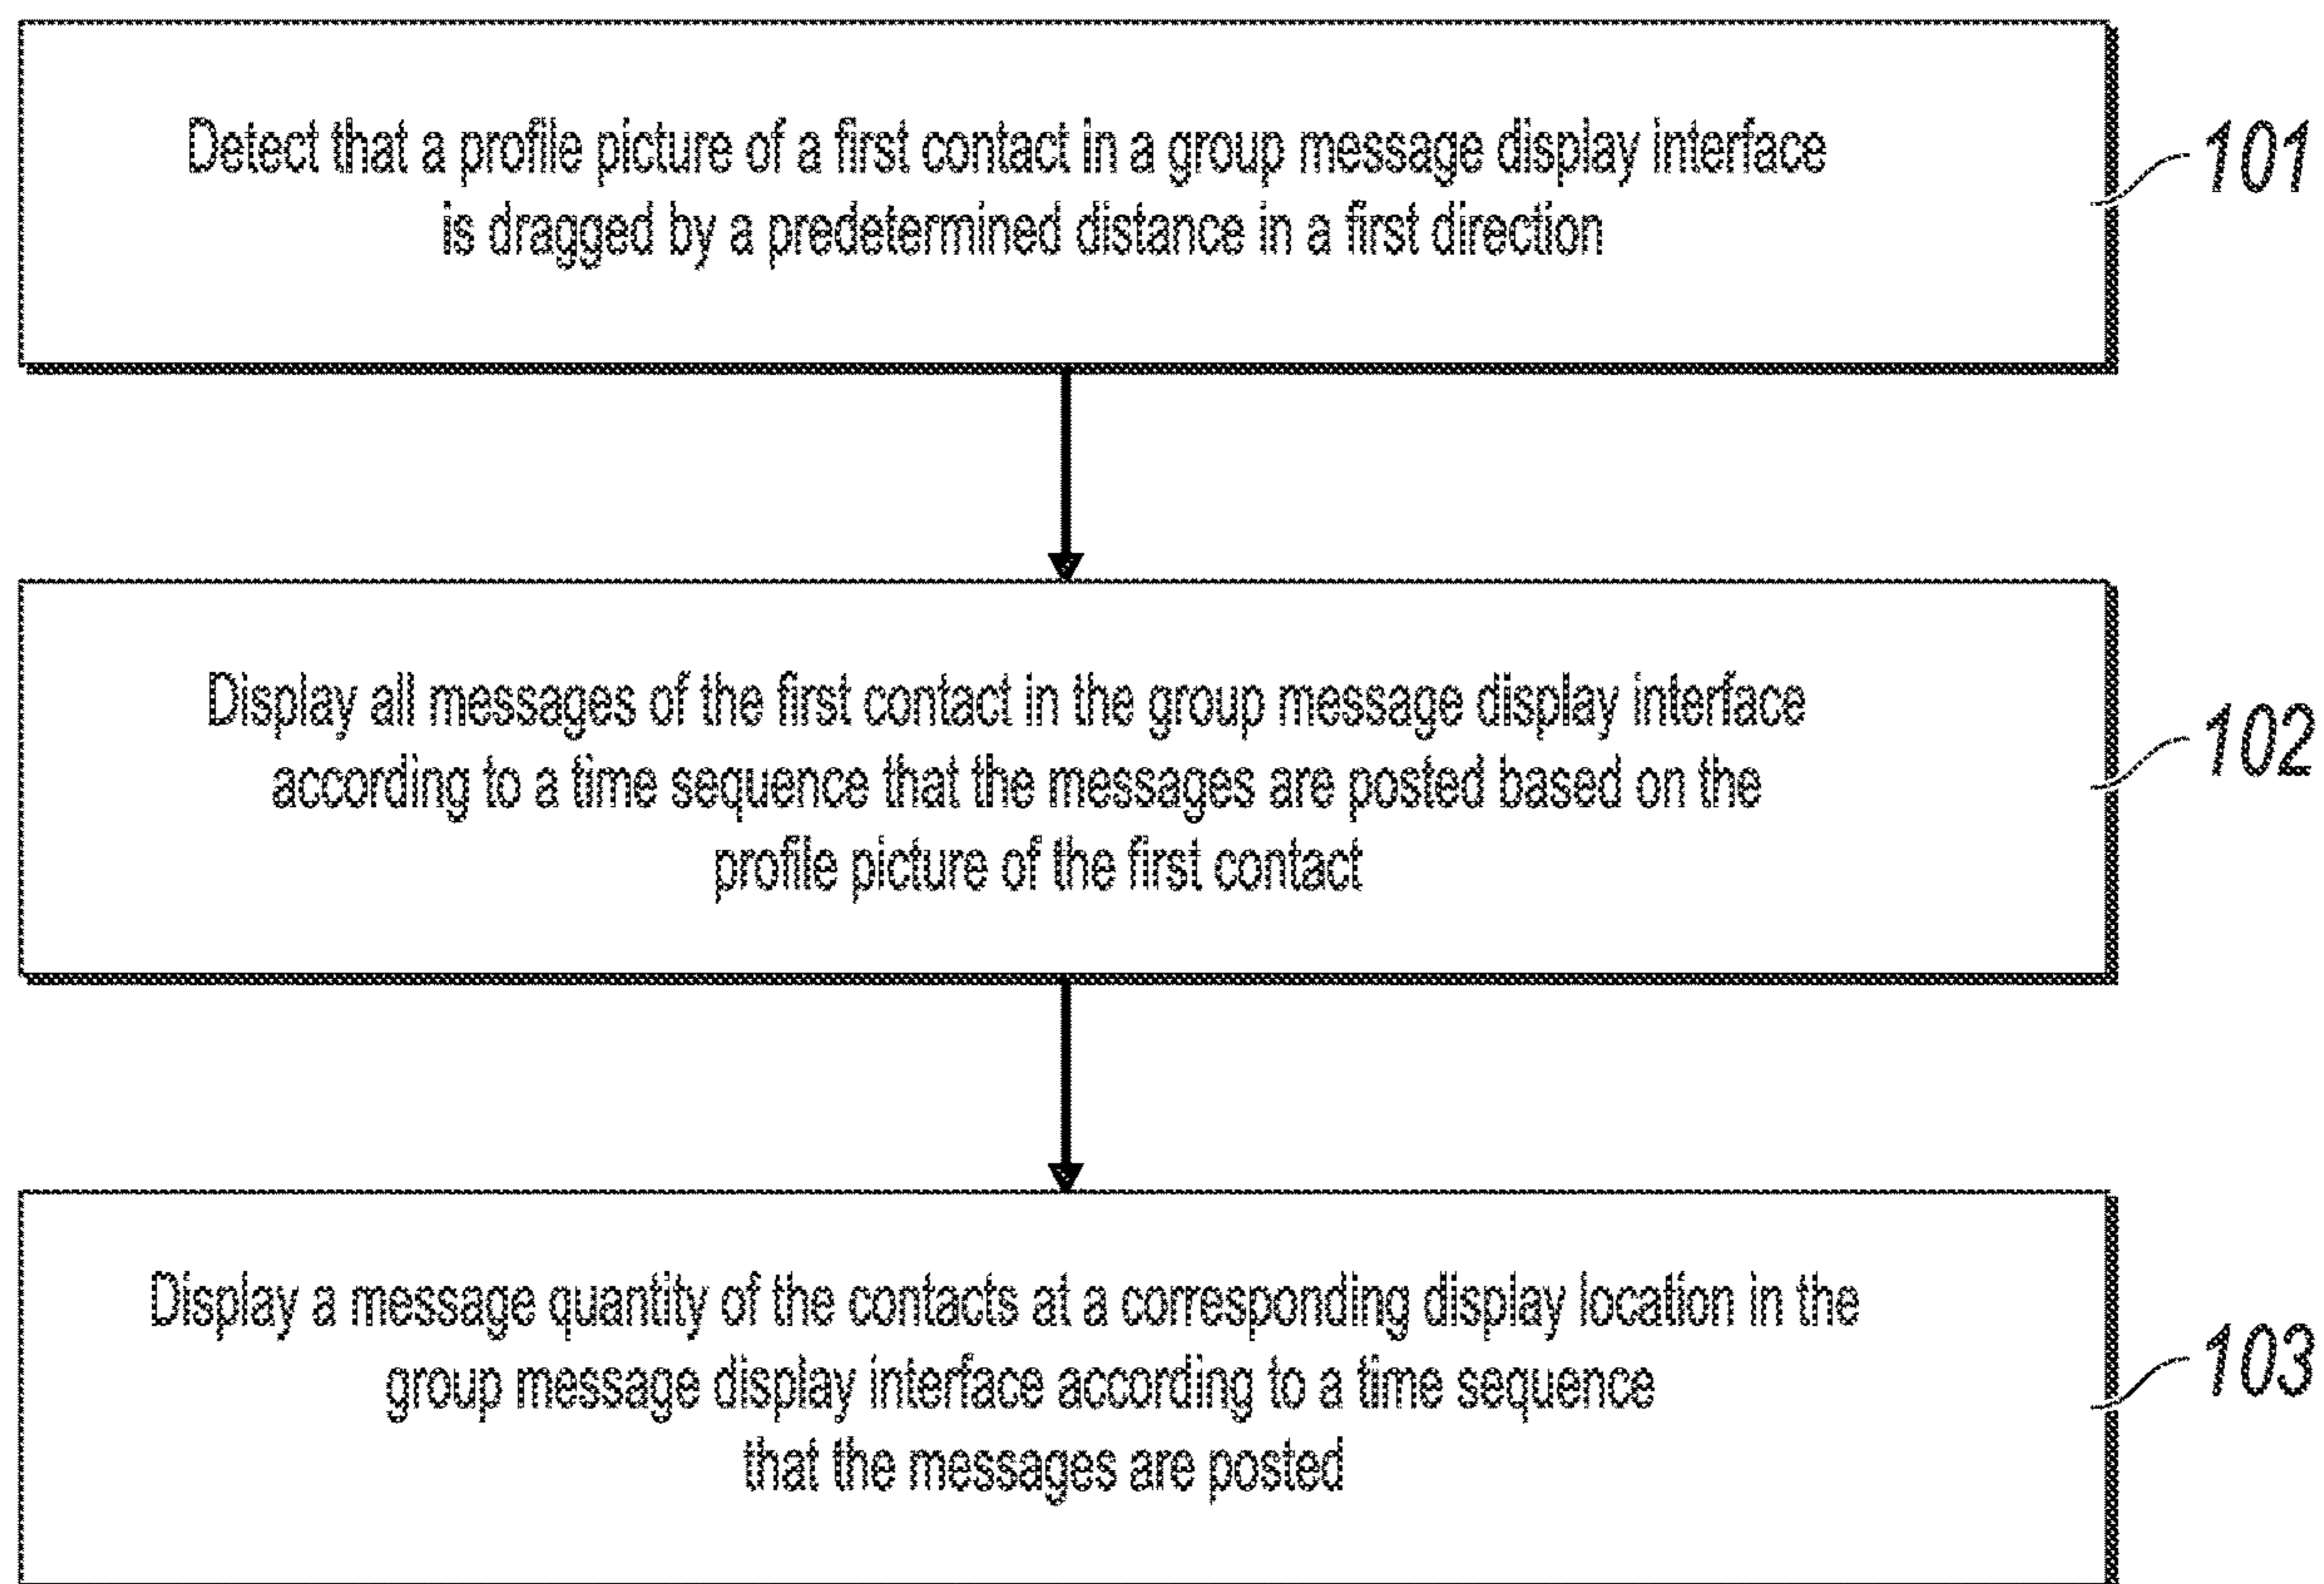 Detect that a profile picture of a first contact in a group message display interface
is dragged by a predetermined distance in a first direction
101
Display all messages of the first contact in the group message display interface
according to a time sequence that the messages are posted based on the
profile picture of the first contact
102
Display a message quantity of the contacts at a corresponding display location in the
group message display interface according to a time sequence
that the messages are posted
103